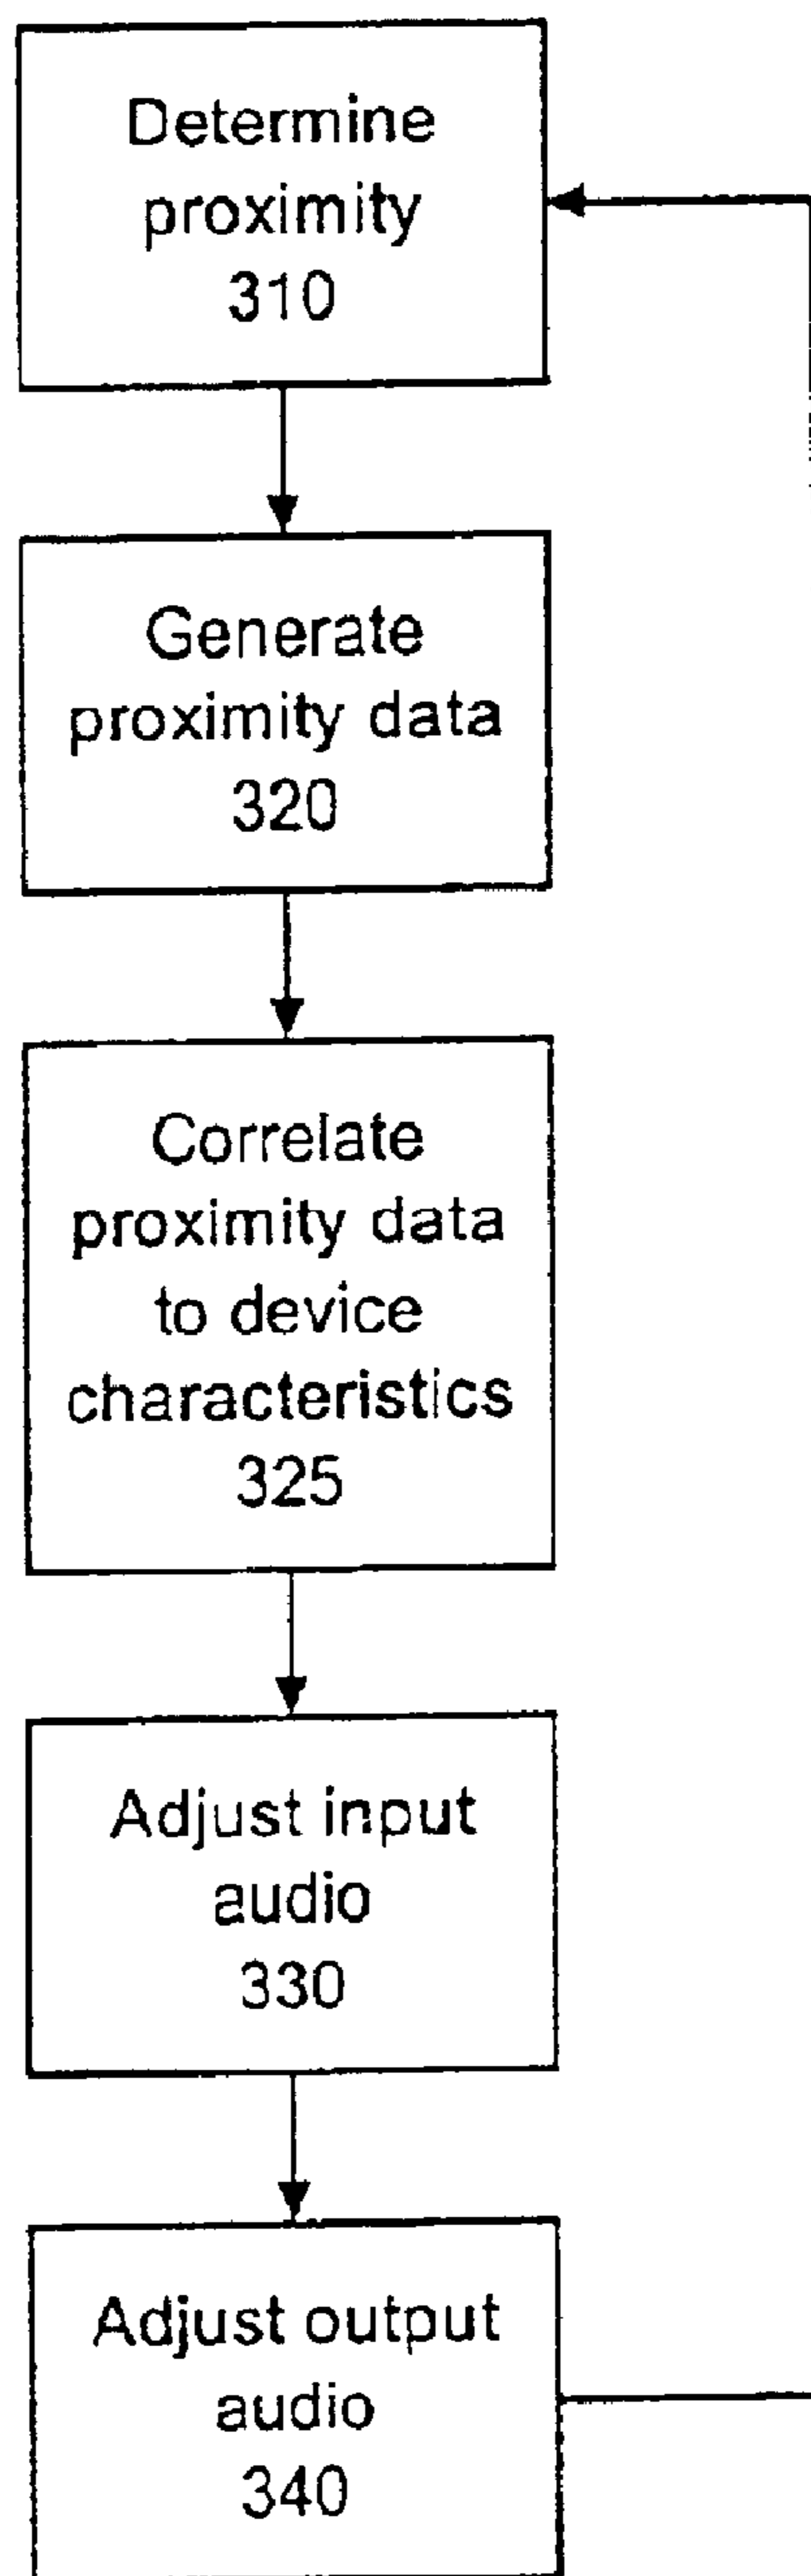 Determine
proximity
310
Generate
proximity data
320
Correlate
proximity data
to device
characteristics
325
Adjust input
audio
330
Adjust output
audio
340